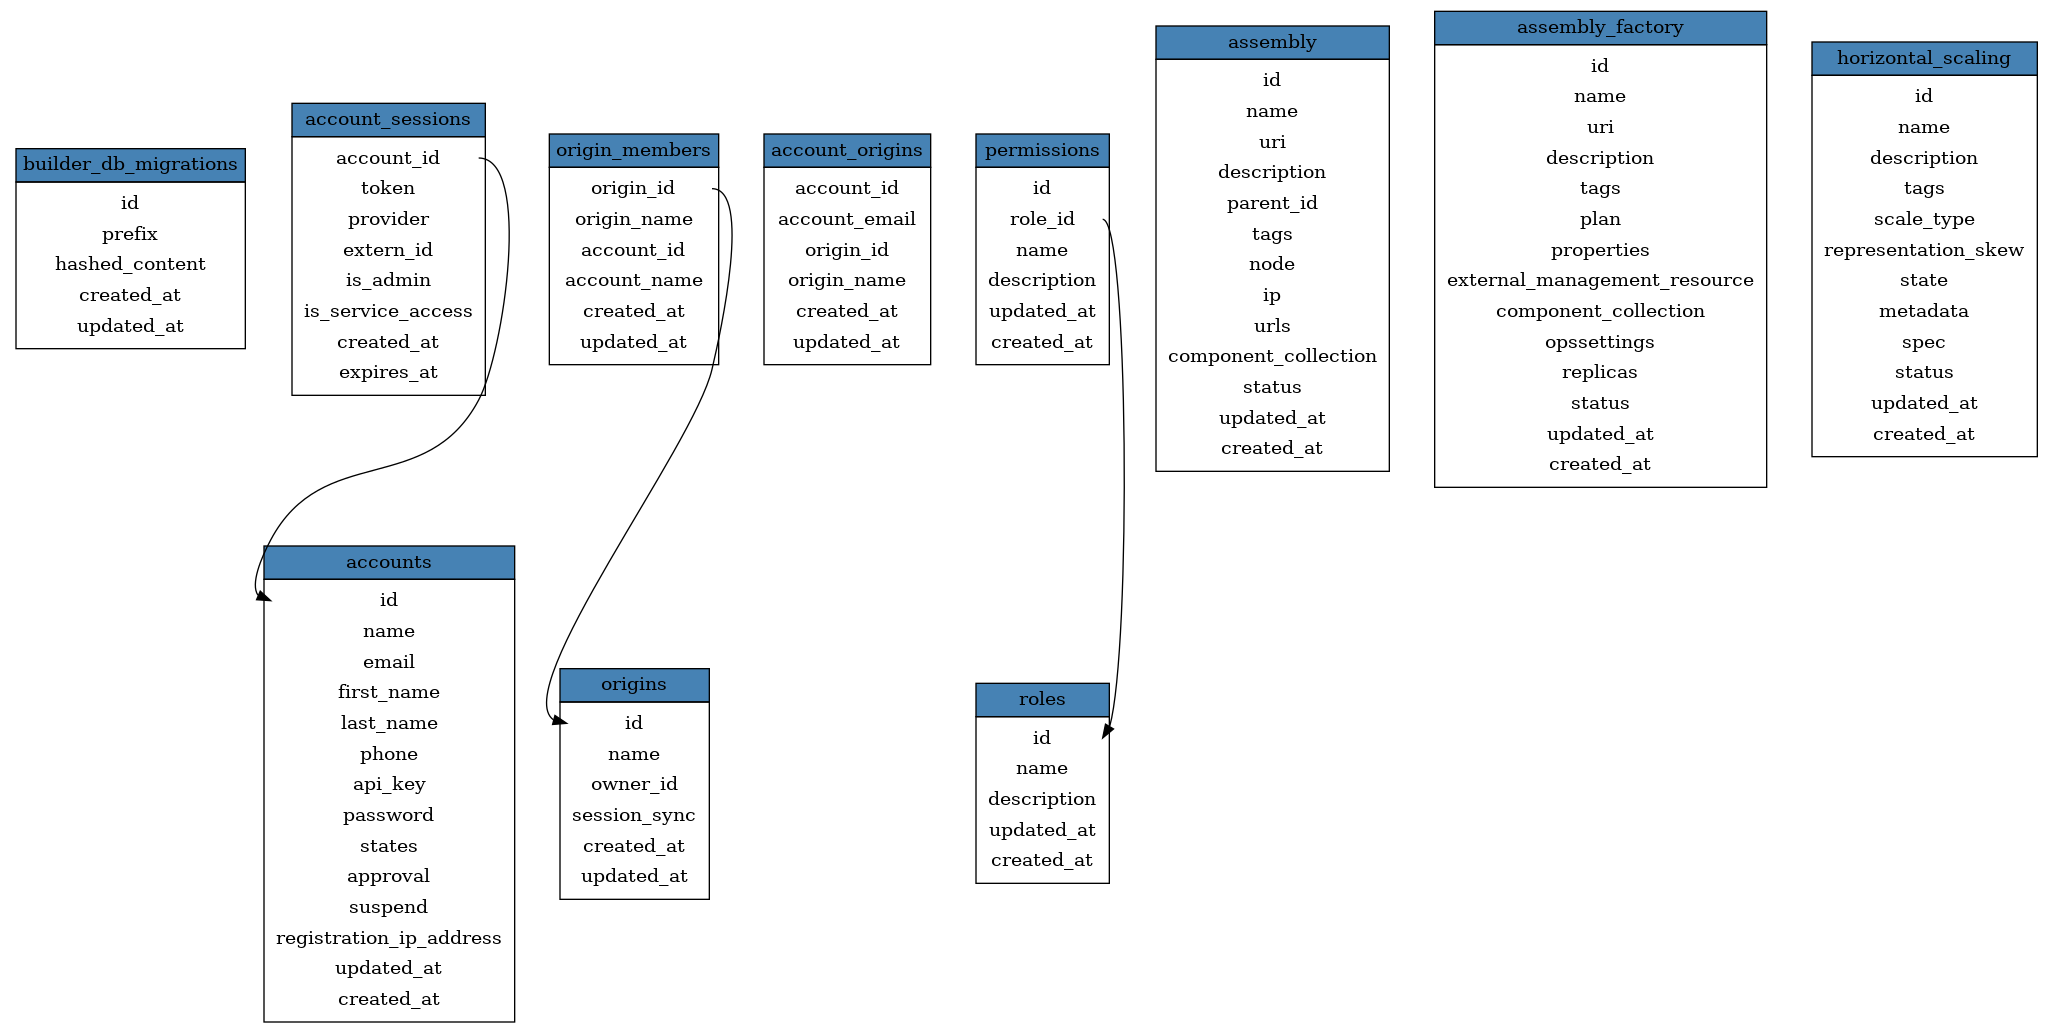 builder_db_migrations
id
prefix
hashed_content
created_at
updated_at
account_sessions
account_id
token
provider
extern_id
is_admin
is_service_access
created_at
expires_at
origin_members
origin_id
origin_name
account_id
account_name
created_at
updated_at
account_origins
account_id
account_email
origin_id
origin_name
created_at
updated_at
permissions
id
role_id
name
description
updated_at
created_at
assembly
id
name
uri
description
parent_id
tags
node
ip
urls
component_collection
status
updated_at
created_at
assembly_factory
id
name
uri
description
tags
plan
properties
external_management_resource
component_collection
opssettings
replicas
status
updated_at
created_at
horizontal_scaling
id
name
description
tags
scale_type
representation_skew
state
metadata
spec
status
updated_at
created_at
accounts
id
name
email
first_name
last_name
phone
api_key
password
states
approval
suspend
registration_ip_address
updated_at
created_at
origins
id
name
owner_id
session_sync
created_at
updated_at
roles
id
name
description
updated_at
created_at